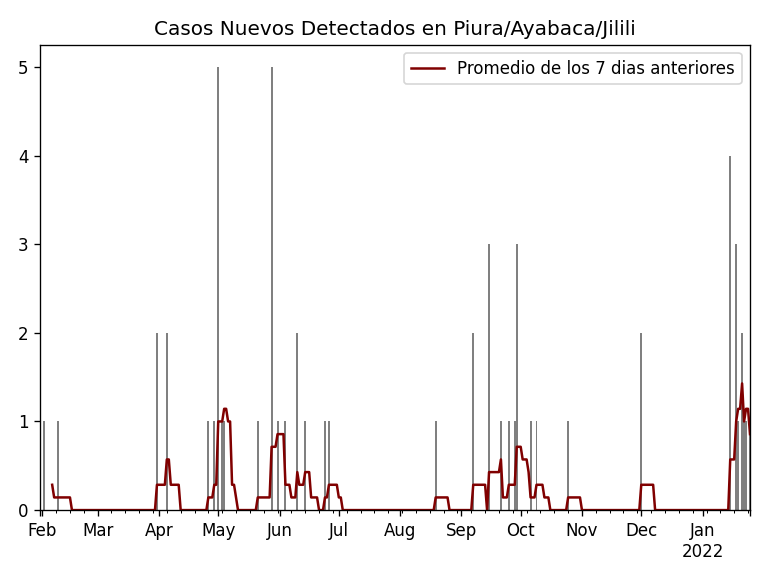 Casos Nuevos Detectados en Piura/Ayabaca/Jilili
Promedio de los 7 dias anteriores
5
4
3
2
1
0
Feb Mar Apr May Jun Jul Aug Sep Oct Nov Dec Jan
2022